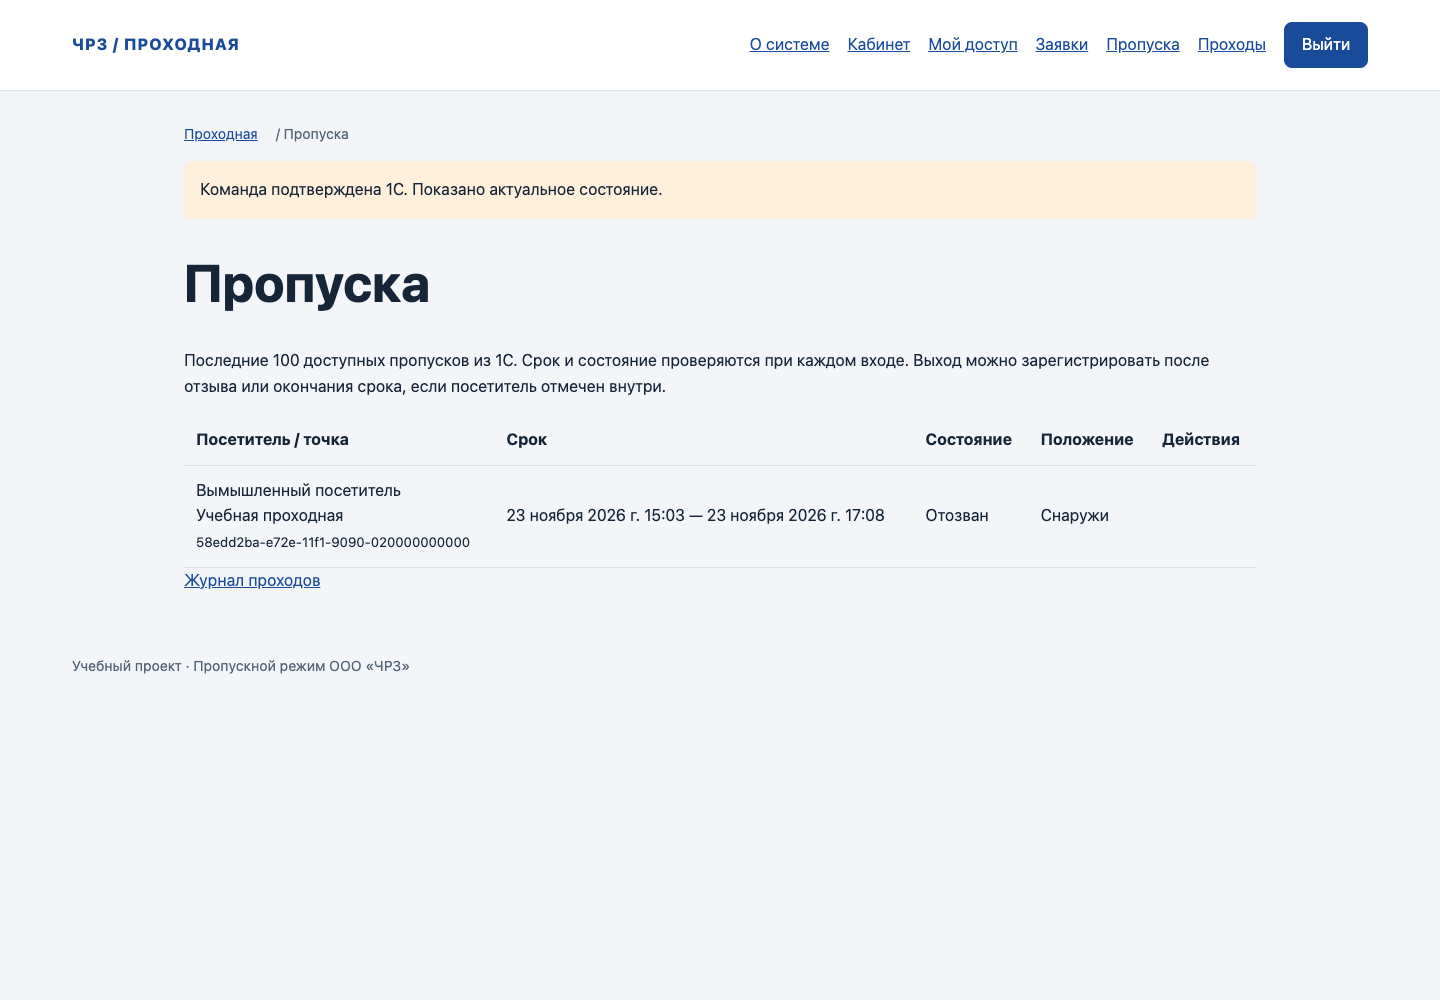 ЧРЗ / ПРОХОДНАЯ
О системе Кабинет Мой доступ Заявки Пропуска Проходы Выйти
Проходная / Пропуска
Команда подтверждена 1С. Показано актуальное состояние.
Пропуска
Последние 100 доступных пропусков из 1С. Срок и состояние проверяются при каждом входе. Выход можно зарегистрировать после
отзыва или окончания срока, если посетитель отмечен внутри.
Посетитель / точка Срок Состояние Положение Действия
Вымышленный посетитель
Учебная проходная
58edd2ba-e72e-11f1-9090-020000000000
23 ноября 2026 г. 15:03 — 23 ноября 2026 г. 17:08 Отозван Снаружи
Журнал проходов
Учебный проект · Пропускной режим ООО «ЧРЗ»